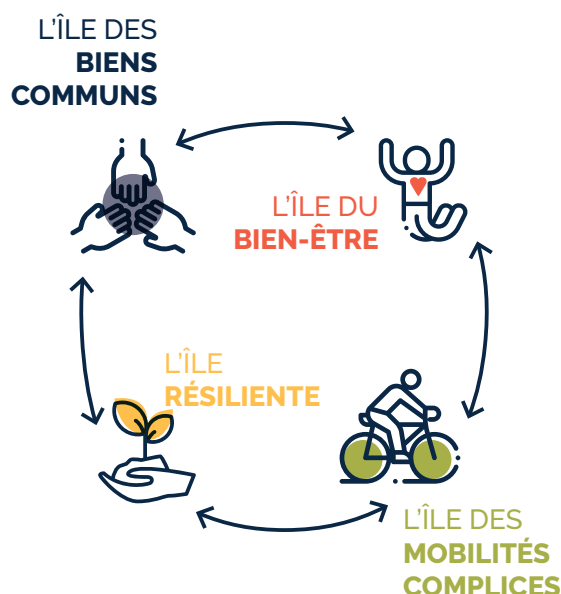 L'ÎLE DES
BIENS
COMMUNS
L'ÎLE DU
BIEN-ÊTRE
L'ÎLE
RÉSILIENTE
L'ÎLE DES
MOBILITÉS
COMPLICES